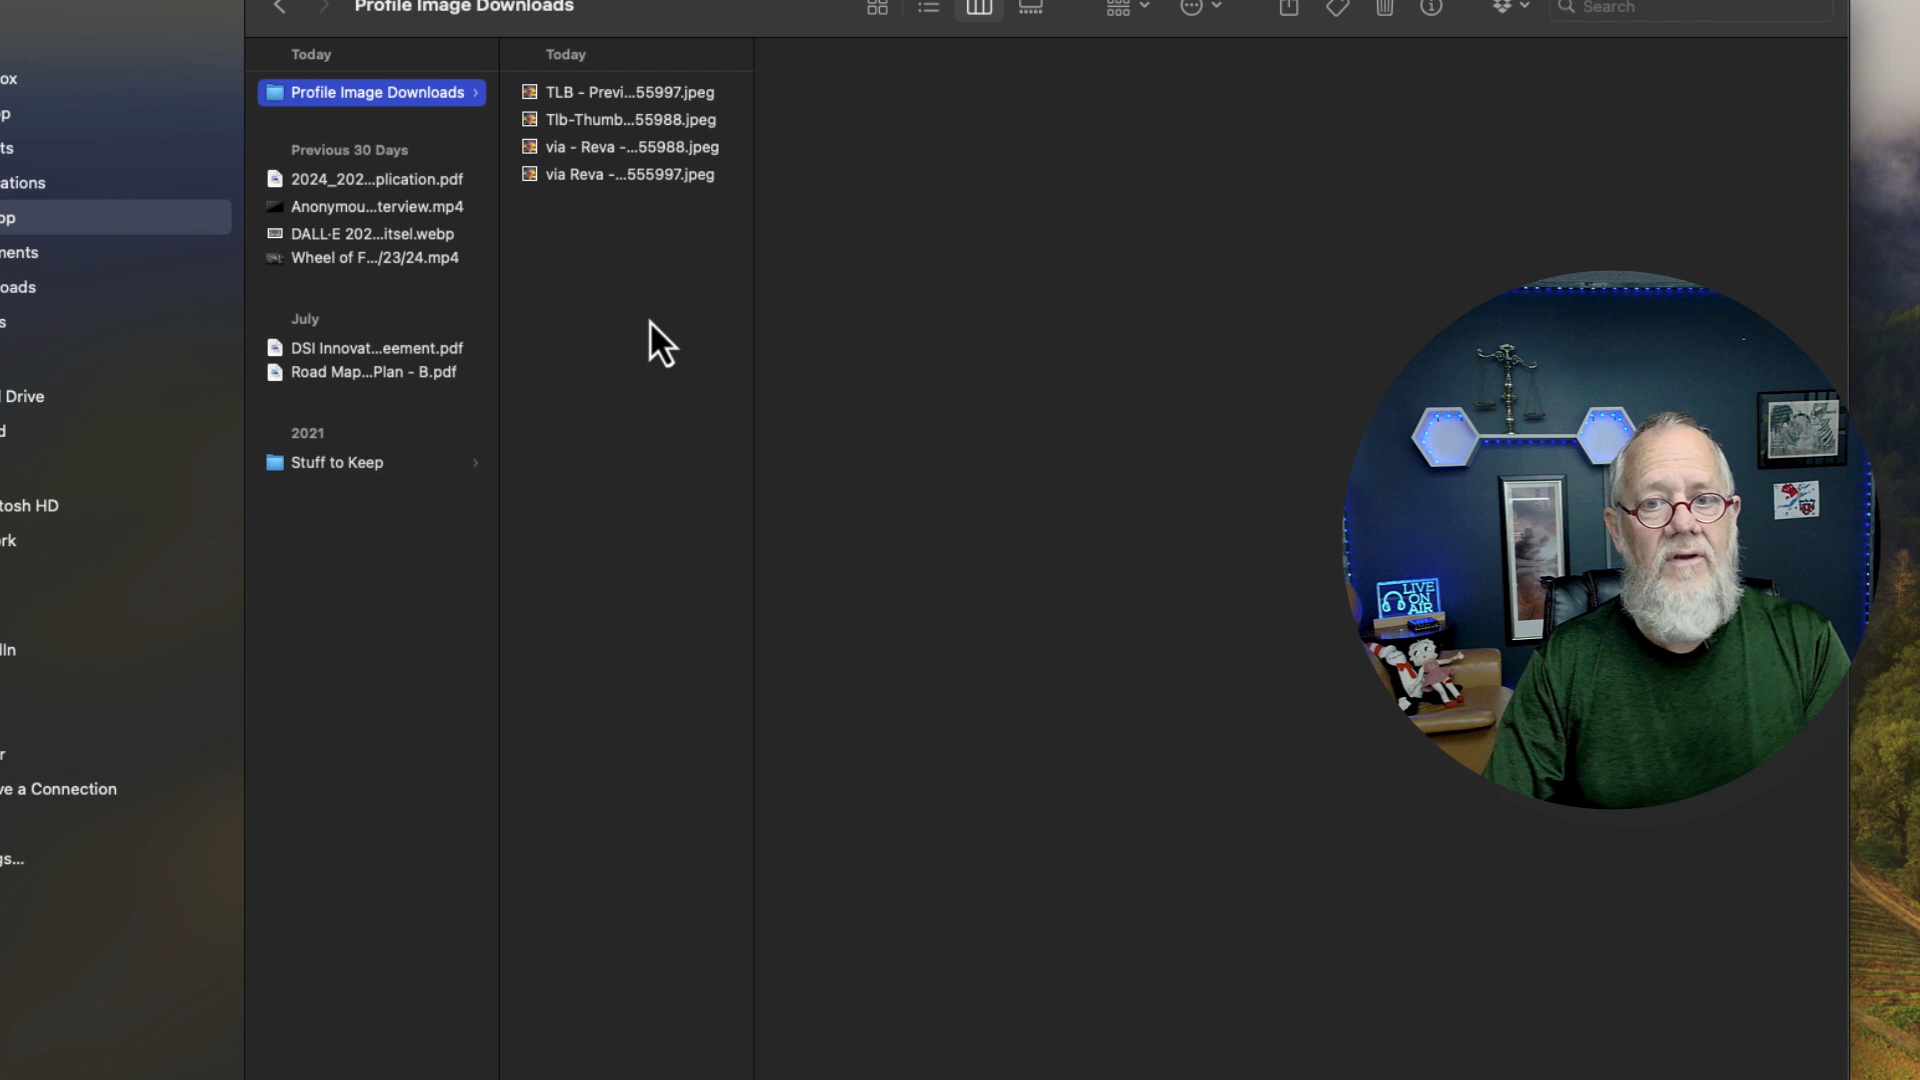 Profile Image Downloads
Search
ox
op
ts
ations
op
nents
oads
s
l Drive
d
tosh HD
rk
lIn
r
ve a Connection
gs...
Today
Profile Image Downloads
Previous 30 Days
2024_202...plication.pdf
Anonymou...terview.mp4
DALL·E 202...itsel.webp
Wheel of F.../23/24.mp4
July
DSI Innovat...eement.pdf
Road Map...Plan - B.pdf
2021
Stuff to Keep
Today
TLB - Previ...55997.jpeg
Tlb-Thumb...55988.jpeg
via - Reva -...55988.jpeg
via Reva -...555997.jpeg
LIVE
ON
AIR